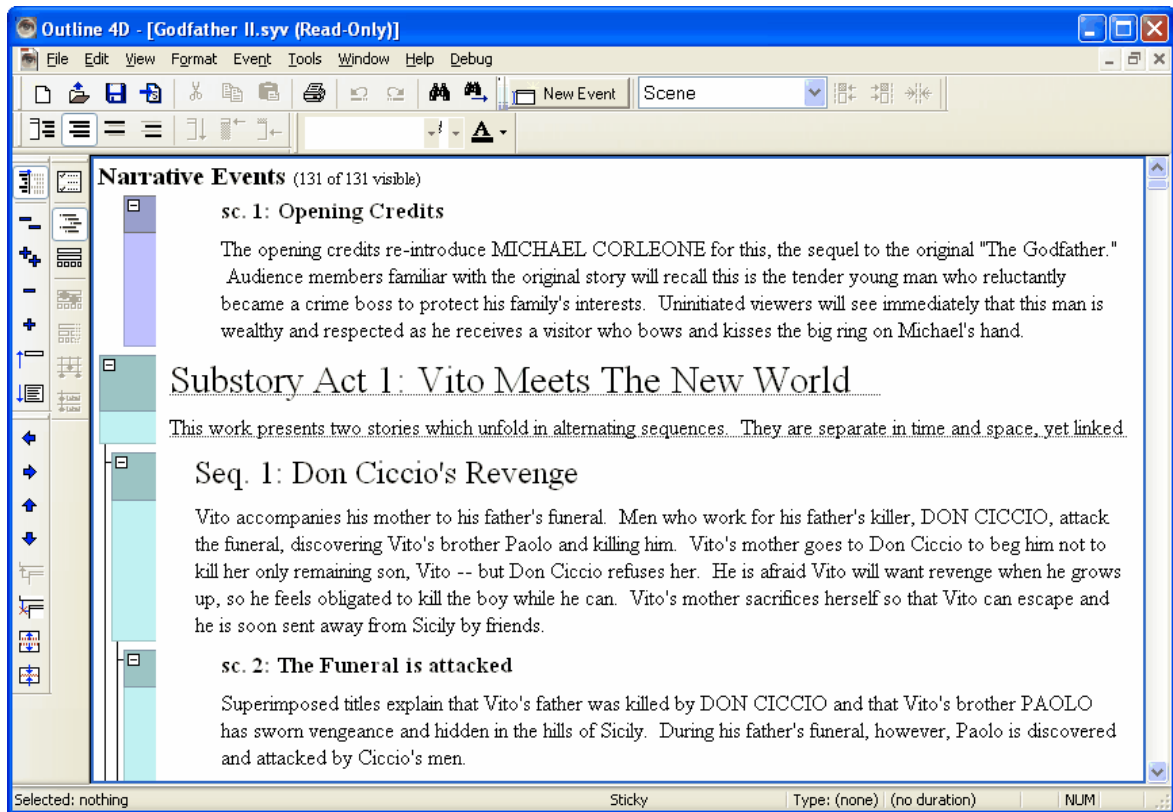 Outline 4D - [Godfather II.syv (Read-Only)]
File Edit View Format Event Tools Window Help Debug
New Event Scene
A
Narrative Events (131 of 131 visible)
sc. 1: Opening Credits
The opening credits re-introduce MICHAEL CORLEONE for this, the sequel to the original "The Godfather."
Audience members familiar with the original story will recall this is the tender young man who reluctantly
became a crime boss to protect his family's interests. Uninitiated viewers will see immediately that this man is
wealthy and respected as he receives a visitor who bows and kisses the big ring on Michael's hand.
Substory Act 1: Vito Meets The New World
This work presents two stories which unfold in alternating sequences. They are separate in time and space, yet linked
Seq. 1: Don Ciccio's Revenge
Vito accompanies his mother to his father's funeral. Men who work for his father's killer, DON CICCIO, attack
the funeral, discovering Vito's brother Paolo and killing him. Vito's mother goes to Don Ciccio to beg him not to
kill her only remaining son, Vito -- but Don Ciccio refuses her. He is afraid Vito will want revenge when he grows
up, so he feels obligated to kill the boy while he can. Vito's mother sacrifices herself so that Vito can escape and
he is soon sent away from Sicily by friends.
sc. 2: The Funeral is attacked
Superimposed titles explain that Vito's father was killed by DON CICCIO and that Vito's brother PAOLO
has sworn vengeance and hidden in the hills of Sicily. During his father's funeral, however, Paolo is discovered
and attacked by Ciccio's men.
Selected: nothing Sticky Type: (none) (no duration) NUM